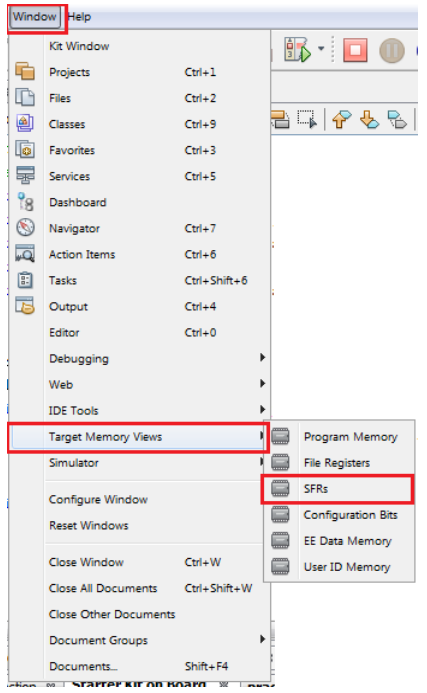 Window Help
Kit Window
Projects Ctrl+1
Files Ctrl+2
Classes Ctrl+9
Favorites Ctrl+3
Services Ctrl+5
Dashboard
Navigator Ctrl+7
Action Items Ctrl+6
Tasks Ctrl+Shift+6
Output Ctrl+4
Editor Ctrl+0
Debugging
Web
IDE Tools
Target Memory Views
Simulator
Configure Window
Reset Windows
Close Window Ctrl+W
Close All Documents Ctrl+Shift+W
Close Other Documents
Document Groups
Documents... Shift+F4
Program Memory
File Registers
SFRs
Configuration Bits
EE Data Memory
User ID Memory
Starter Kit on Board